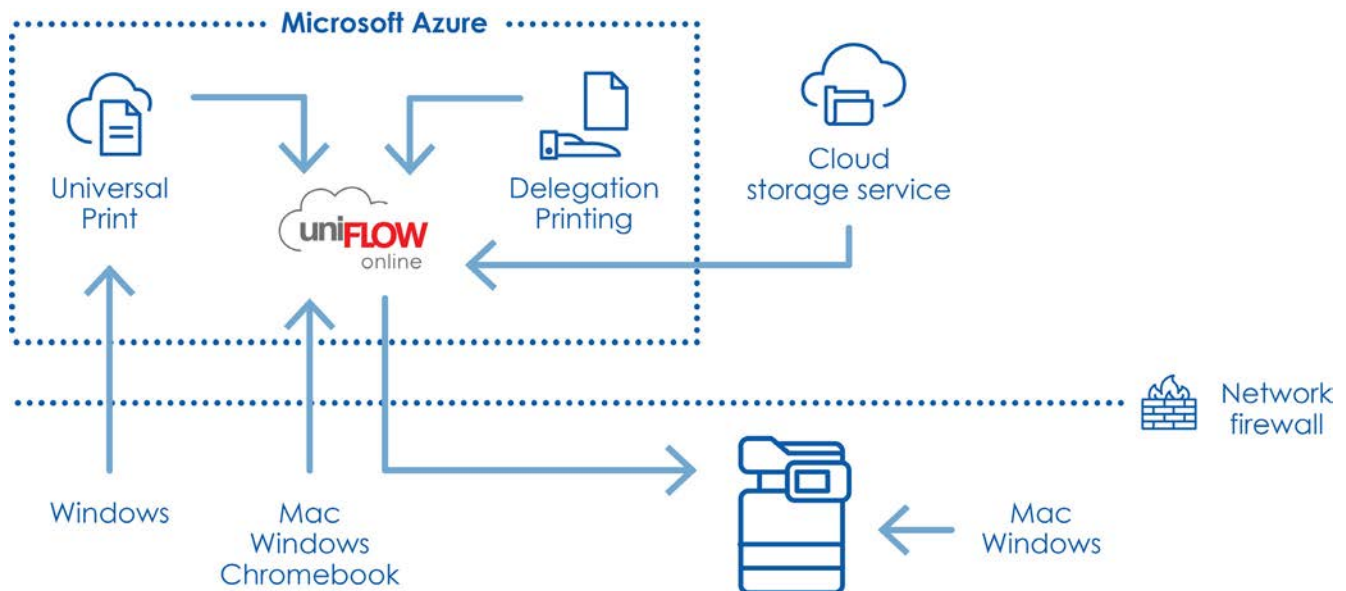 Microsoft Azure
Universal
Print
uniFLOW
online
Delegation
Printing
Cloud
storage service
Network
firewall
Windows
Mac
Windows
Chromebook
Mac
Windows